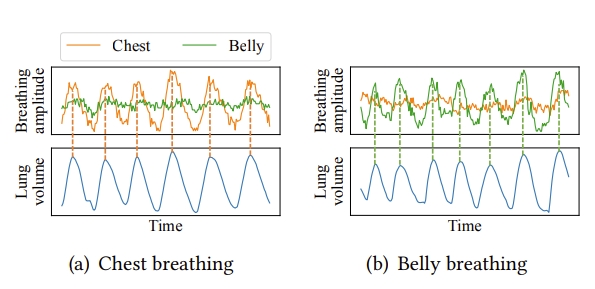 Chest Belly
Breathing
amplitude
Lung
volume
Time
(a) Chest breathing
Breathing
amplitude
Lung
volume
Time
(b) Belly breathing